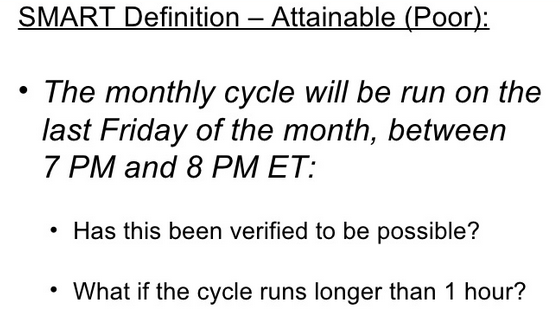 SMART Definition – Attainable (Poor):
• The monthly cycle will be run on the
last Friday of the month, between
7 PM and 8 PM ET:
• Has this been verified to be possible?
• What if the cycle runs longer than 1 hour?